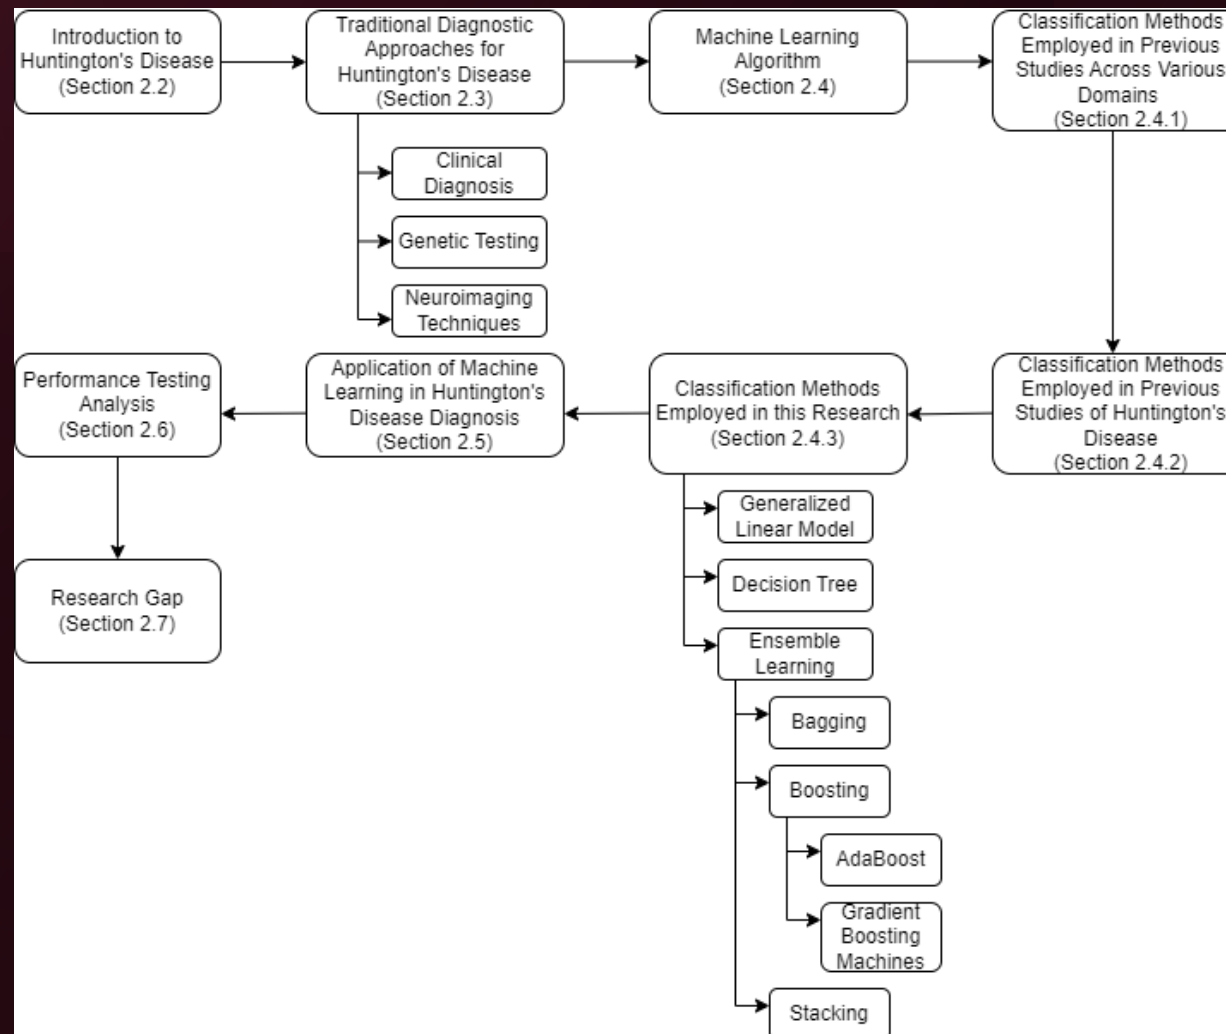 Introduction to
Huntington's Disease
(Section 2.2)
Traditional Diagnostic
Approaches for
Huntington's Disease
(Section 2.3)
Machine Learning
Algorithm
(Section 2.4)
Classification Methods
Employed in Previous
Studies Across Various
Domains
(Section 2.4.1)
Clinical
Diagnosis
Genetic Testing
Neuroimaging
Techniques
Performance Testing
Analysis
(Section 2.6)
Application of Machine
Learning in Huntington's
Disease Diagnosis
(Section 2.5)
Classification Methods
Employed in this Research
(Section 2.4.3)
Classification Methods
Employed in Previous
Studies of Huntington's
Disease
(Section 2.4.2)
Generalized
Linear Model
Decision Tree
Ensemble
Learning
Research Gap
(Section 2.7)
Bagging
Boosting
AdaBoost
Gradient
Boosting
Machines
Stacking